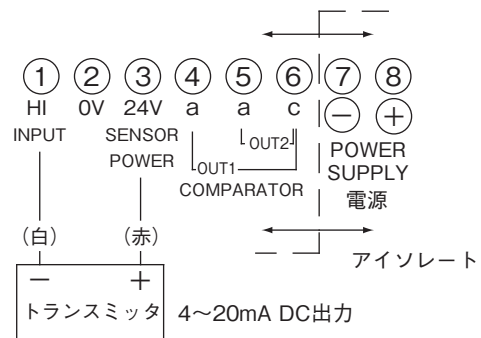 ① ② ③ ④ ⑤ ⑥ ⑦ ⑧
HI 0V 24V a a c − +
INPUT SENSOR POWER
OUT2
OUT1
COMPARATOR
POWER SUPPLY
電源
(白) (赤)
アイソレート
− +
トランスミッタ 4〜20mA DC出力